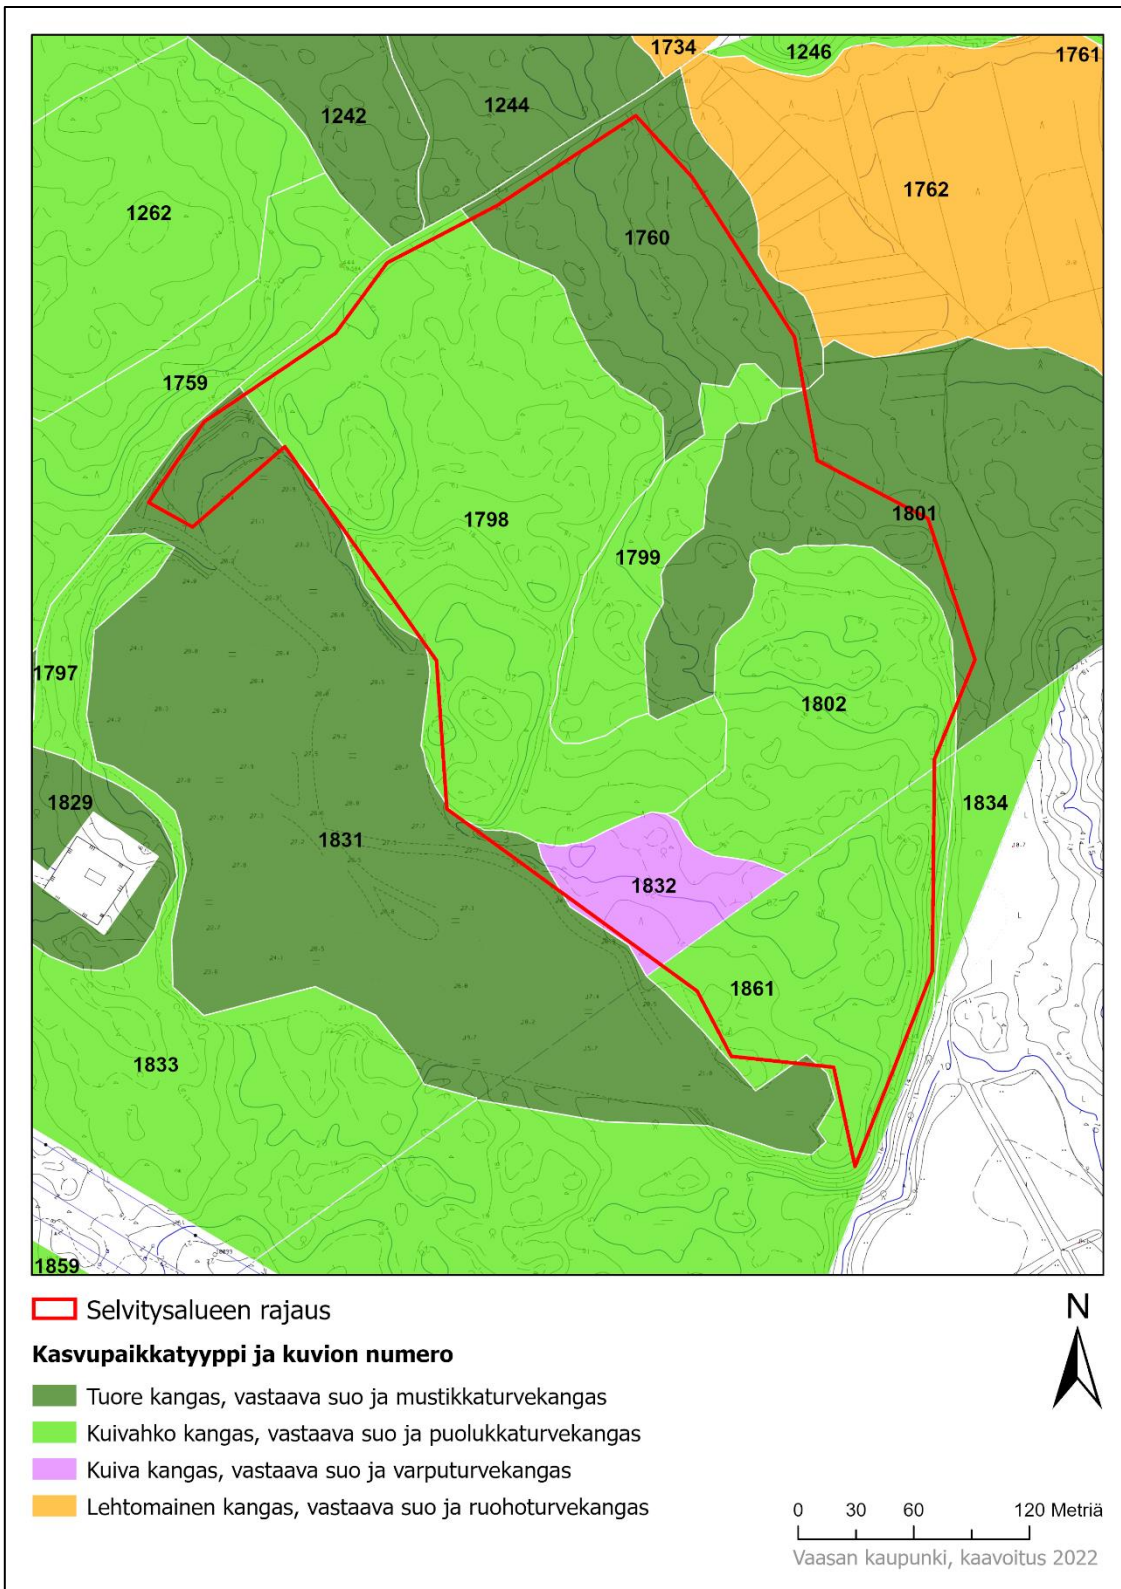 1734
1246
1761
1242
1244
1762
1262
1760
1759
1798
1801
1799
1797
1802
1829
1834
1831
1832
1861
1833
1859
Selvitysalueen rajaus
N
Kasvupaikkatyyppi ja kuvion numero
Tuore kangas, vastaava suo ja mustikkaturvekangas
Kuivahko kangas, vastaava suo ja puolukkaturvekangas
Kuiva kangas, vastaava suo ja varputurvekangas
Lehtomainen kangas, vastaava suo ja ruohoturvekangas
0 30 60 120 Metriä
Vaasan kaupunki, kaavoitus 2022